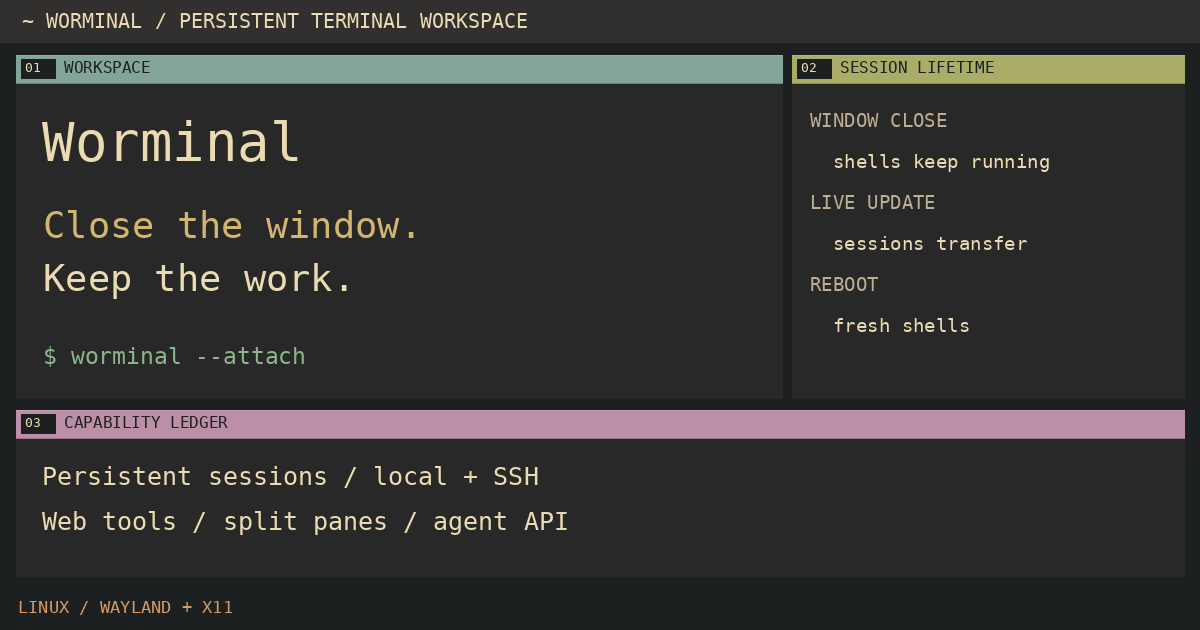 ~ WORMINAL / PERSISTENT TERMINAL WORKSPACE
01 WORKSPACE
Worminal
Close the window.
Keep the work.
$ worminal --attach
02 SESSION LIFETIME
WINDOW CLOSE
shells keep running
LIVE UPDATE
sessions transfer
REBOOT
fresh shells
03 CAPABILITY LEDGER
Persistent sessions / local + SSH
Web tools / split panes / agent API
LINUX / WAYLAND + X11